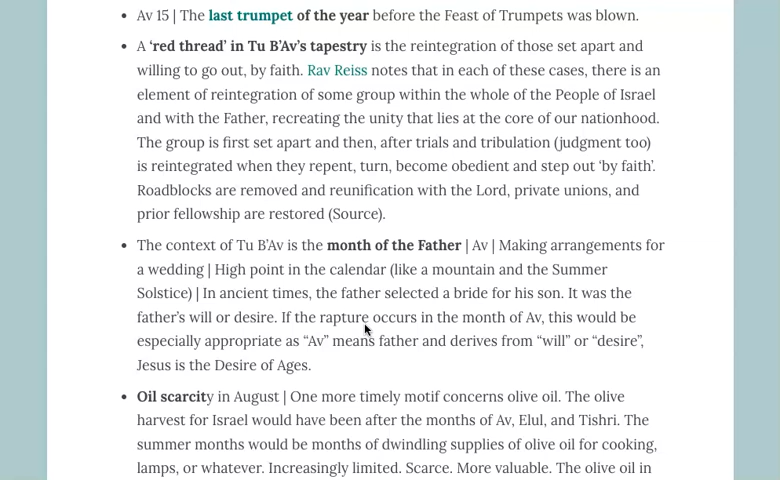 • Av 15 | The last trumpet of the year before the Feast of Trumpets was blown.
• A ‘red thread’ in Tu B’Av’s tapestry is the reintegration of those set apart and
willing to go out, by faith. Rav Reiss notes that in each of these cases, there is an
element of reintegration of some group within the whole of the People of Israel
and with the Father, recreating the unity that lies at the core of our nationhood.
The group is first set apart and then, after trials and tribulation (judgment too)
is reintegrated when they repent, turn, become obedient and step out ‘by faith’.
Roadblocks are removed and reunification with the Lord, private unions, and
prior fellowship are restored (Source).
• The context of Tu B’Av is the month of the Father | Av | Making arrangements for
a wedding | High point in the calendar (like a mountain and the Summer
Solstice) | In ancient times, the father selected a bride for his son. It was the
father’s will or desire. If the rapture occurs in the month of Av, this would be
especially appropriate as “Av” means father and derives from “will” or “desire”,
Jesus is the Desire of Ages.
• Oil scarcity in August | One more timely motif concerns olive oil. The olive
harvest for Israel would have been after the months of Av, Elul, and Tishri. The
summer months would be months of dwindling supplies of olive oil for cooking,
lamps, or whatever. Increasingly limited. Scarce. More valuable. The olive oil in